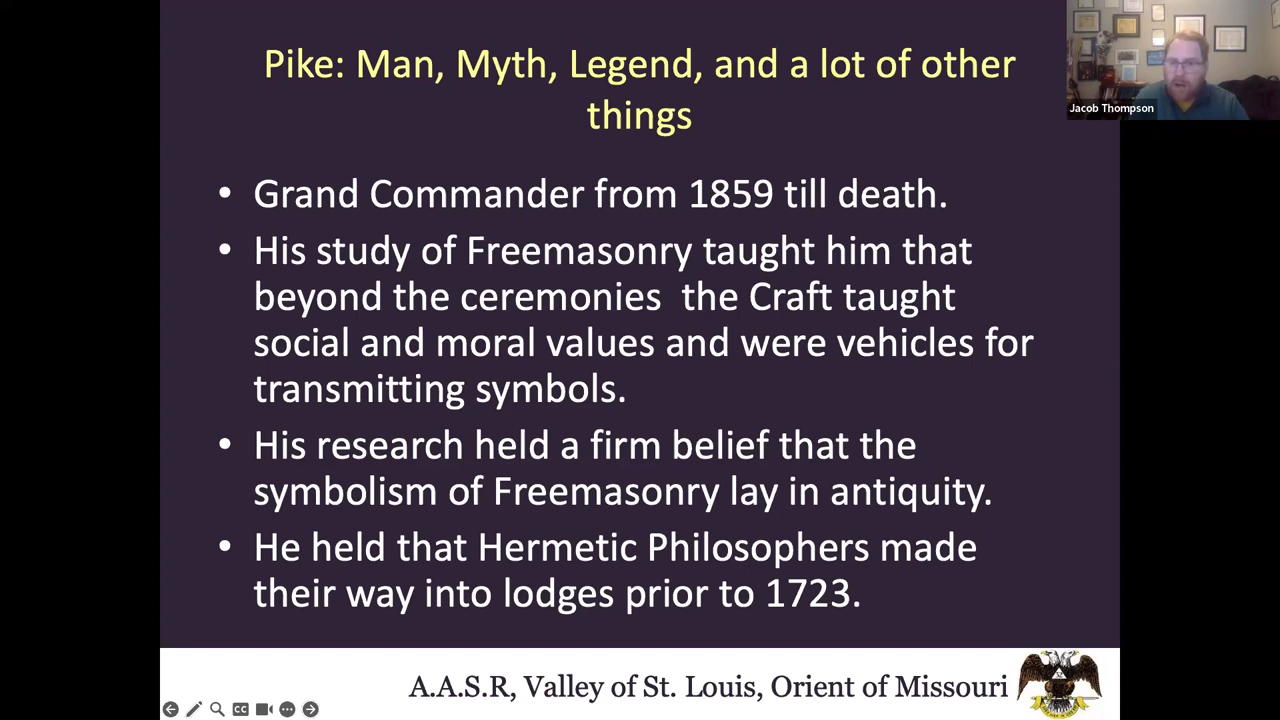 Pike: Man, Myth, Legend, and a lot of other
things
Jacob Thompson
• Grand Commander from 1859 till death.
• His study of Freemasonry taught him that
beyond the ceremonies  the Craft taught
social and moral values and were vehicles for
transmitting symbols.
• His research held a firm belief that the
symbolism of Freemasonry lay in antiquity.
• He held that Hermetic Philosophers made
their way into lodges prior to 1723.
A.A.S.R, Valley of St. Louis, Orient of Missouri
CC